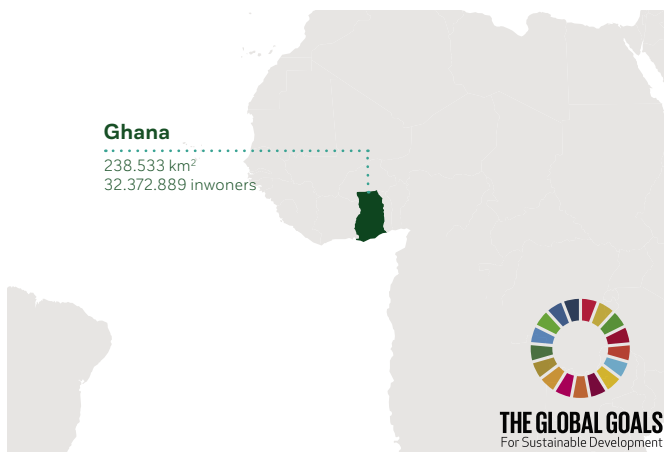 Ghana
238.533 km²
32.372.889 inwoners
THE GLOBAL GOALS
For Sustainable Development